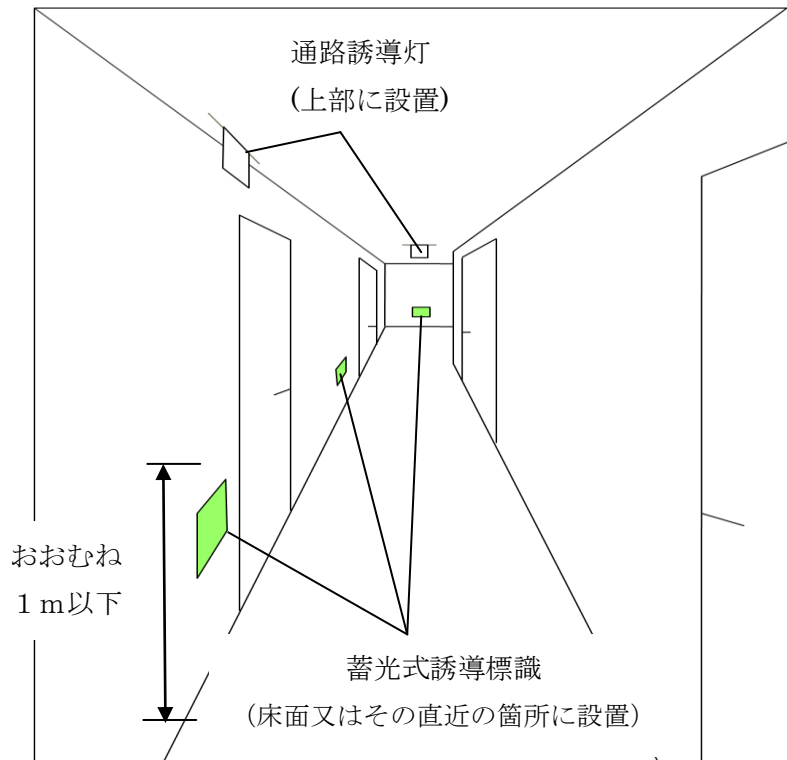 通路誘導灯
(上部に設置)
おおむね
１ｍ以下
蓄光式誘導標識
（床面又はその直近の箇所に設置）